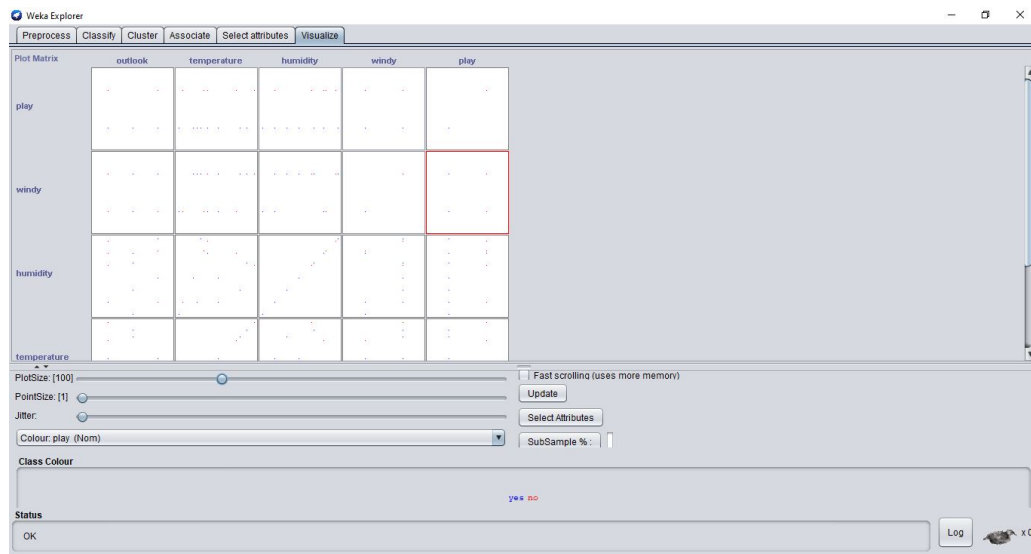 Weka Explorer
Preprocess Classify Cluster Associate Select attributes Visualize
Plot Matrix outlook temperature humidity windy play
play
windy
humidity
temperature
PlotSize: [100]
Fast scrolling (uses more memory)
PointSize: [1]
Update
Jitter:
Select Attributes
Colour: play (Nom)
SubSample % :
Class Colour
yes no
Status
OK
Log
x 0